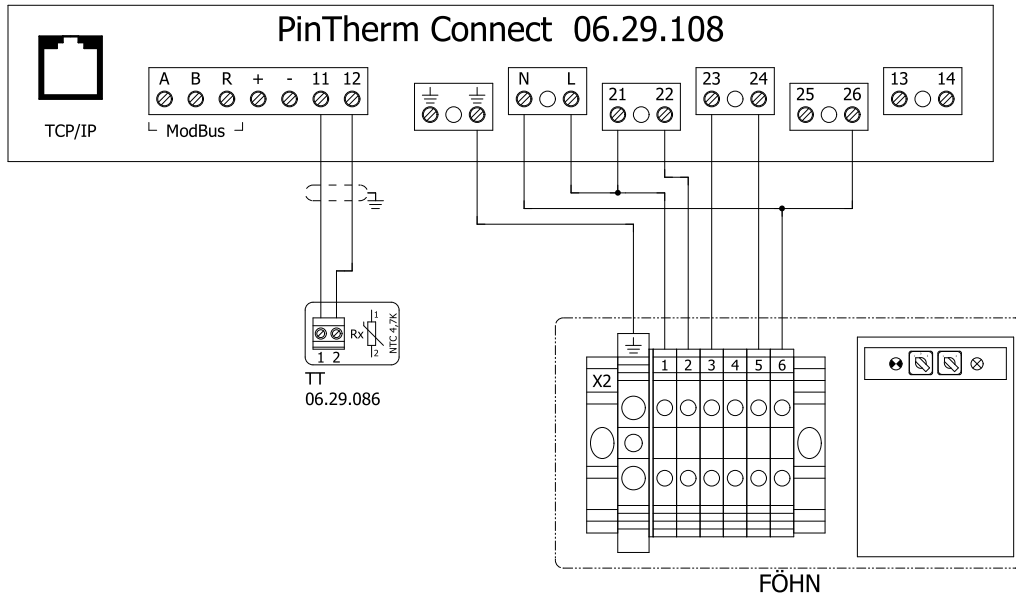 PinTherm Connect 06.29.108
TCP/IP
A B R + - 11 12
ModBus
N L
21 22
23 24
25 26
13 14
1 2
Rx
1
2
NTC 4,7K
TT
06.29.086
X2
1 2 3 4 5 6
FÖHN